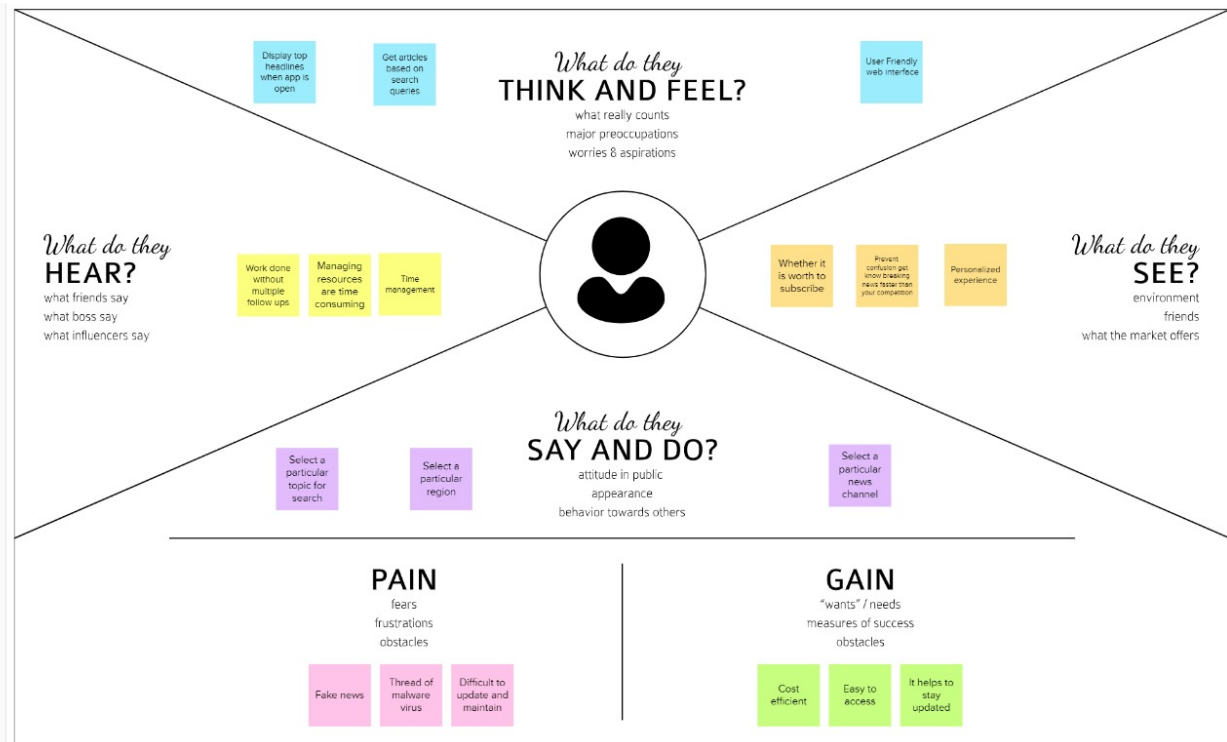 Display top
headlines
when app is
open
Get articles
based on
search
queries
What do they
THINK AND FEEL?
what really counts
major preoccupations
worries & aspirations
User Friendly
web interface
What do they
HEAR?
what friends say
what boss say
what influencers say
Work done
without
multiple
follow ups
Managing
resources
are time
consuming
Time
management
Whether it
is worth to
subscribe
Prevent
confusion get
know breaking
news faster than
your competition
Personalized
experience
What do they
SEE?
environment
friends
what the market offers
What do they
SAY AND DO?
attitude in public
appearance
behavior towards others
Select a
particular
topic for
search
Select a
particular
region
Select a
particular
news
channel
PAIN
fears
frustrations
obstacles
Fake news
Thread of
malware
virus
Difficult to
update and
maintain
GAIN
"wants" / needs
measures of success
obstacles
Cost
efficient
Easy to
access
It helps to
stay
updated